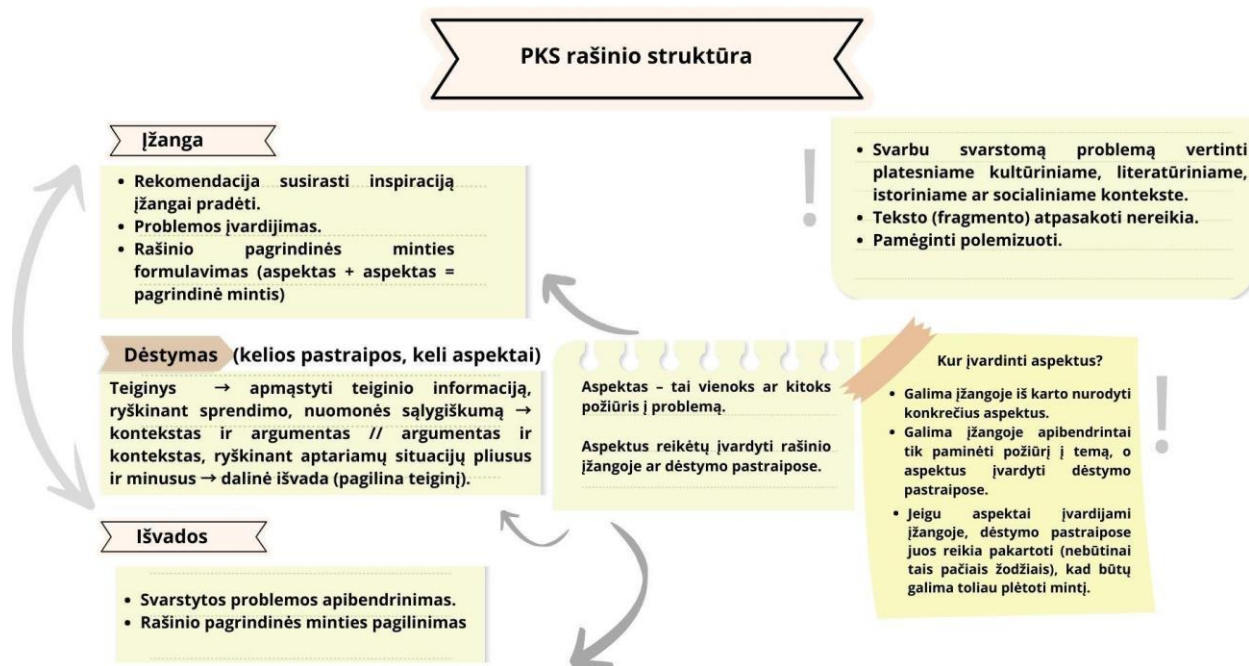 PKS rašinio struktūra
Įžanga
• Rekomendacija susirasti inspiraciją
įžangai pradėti.
• Problemos įvardijimas.
• Rašinio pagrindinės minties
formulavimas (aspektas + aspektas =
pagrindinė mintis)
!
• Svarbu svarstomą problemą vertinti
platesniame kultūriniame, literatūriniame,
istoriniame ar socialiniame kontekste.
• Teksto (fragmento) atpasakoti nereikia.
• Pamėginti polemizuoti.
Dėstymas (kelios pastraipos, keli aspektai)
Teiginys → apmąstyti teiginio informaciją,
ryškinant sprendimo, nuomonės sąlygiškumą →
kontekstas ir argumentas // argumentas ir
kontekstas, ryškinant aptariamų situacijų pliusus
ir minusus → dalinė išvada (pagilina teiginį).
Aspektas – tai vienoks ar kitoks
požiūris į problemą.
Aspektus reikėtų įvardyti rašinio
įžangoje ar dėstymo pastraipose.
Kur įvardinti aspektus?
• Galima įžangoje iš karto nurodyti
konkrečius aspektus.
• Galima įžangoje apibendrintai
tik paminėti požiūrį į temą, o
aspektus įvardyti dėstymo
pastraipose.
• Jeigu aspektai įvardijami
įžangoje, dėstymo pastraipose
juos reikia pakartoti (nebūtinai
tais pačiais žodžiais), kad būtų
galima toliau plėtoti mintį.
!
Išvados
• Svarstytos problemos apibendrinimas.
• Rašinio pagrindinės minties pagilinimas